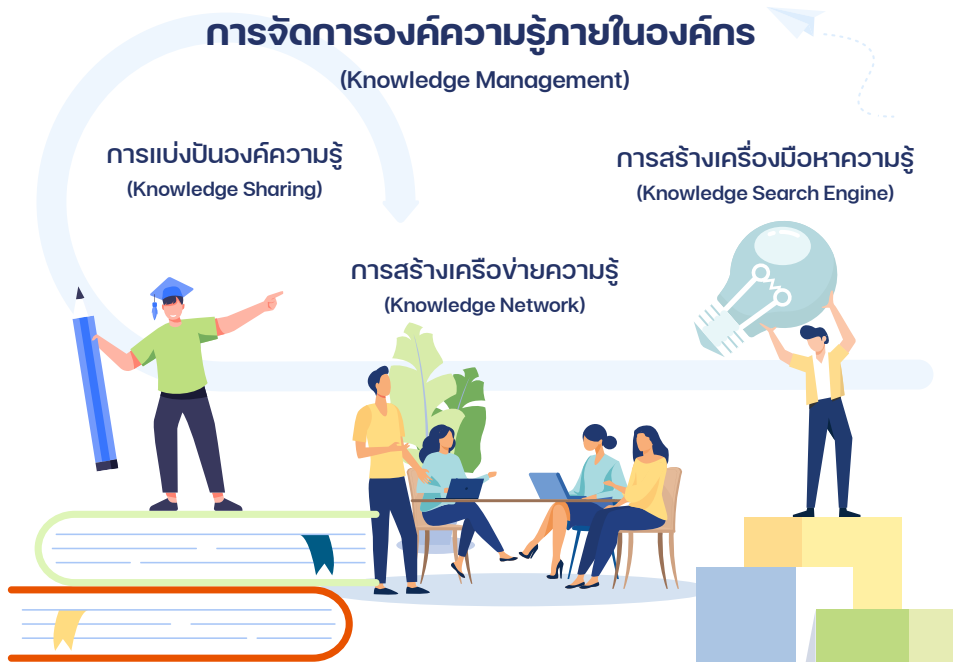 การจัดการองค์ความรู้ภายในองค์กร
(Knowledge Management)
การแบ่งปันองค์ความรู้
(Knowledge Sharing)
การสร้างเครือข่ายความรู้
(Knowledge Network)
การสร้างเครื่องมือหาความรู้
(Knowledge Search Engine)